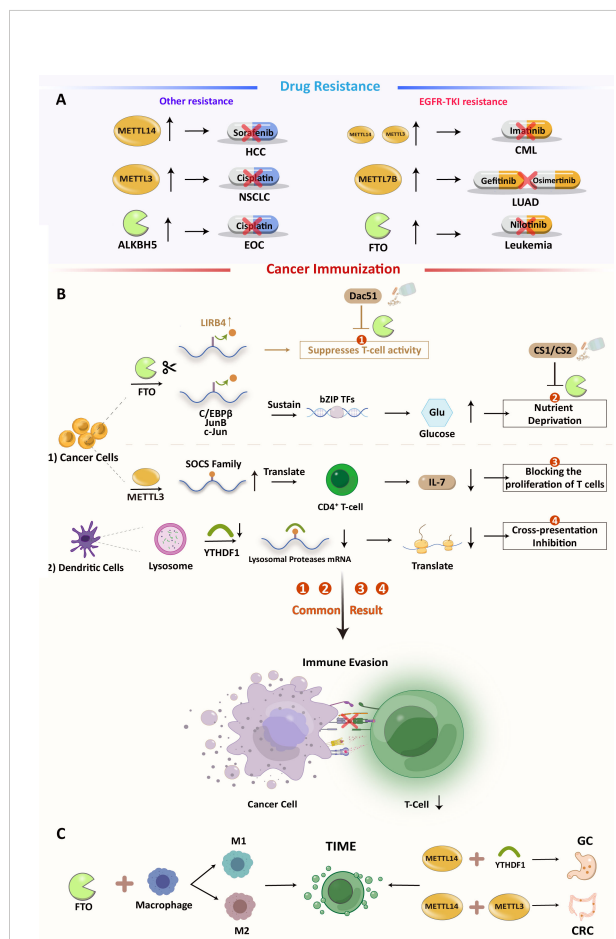 Drug Resistance
A
Other resistance
EGFR-TKI resistance
METTL14
Sorafenib
HCC
METTL14
METTL3
Imatinib
CML
METTL3
Cisplatin
NSCLC
METTL7B
Gefitinib
Osimertinib
LUAD
ALKBH5
Cisplatin
EOC
FTO
Nilotinib
Leukemia
Cancer Immunization
B
LIRB4↑
Dac51
1
Suppresses T-cell activity
CS1/CS2
FTO
C/EBPβ
JunB
c-Jun
Sustain
bZIP TFs
Glu
Glucose
2
Nutrient
Deprivation
1) Cancer Cells
METTL3
SOCS Family
Translate
CD4+ T-cell
IL-7
3
Blocking the
proliferation of T cells
2) Dendritic Cells
Lysosome
YTHDF1
Lysosomal Proteases mRNA
Translate
4
Cross-presentation
Inhibition
1 2 3 4
Common Result
Immune Evasion
Cancer Cell
T-Cell ↓
C
FTO
Macrophage
M1
M2
TIME
METTL14
YTHDF1
GC
METTL14
METTL3
CRC